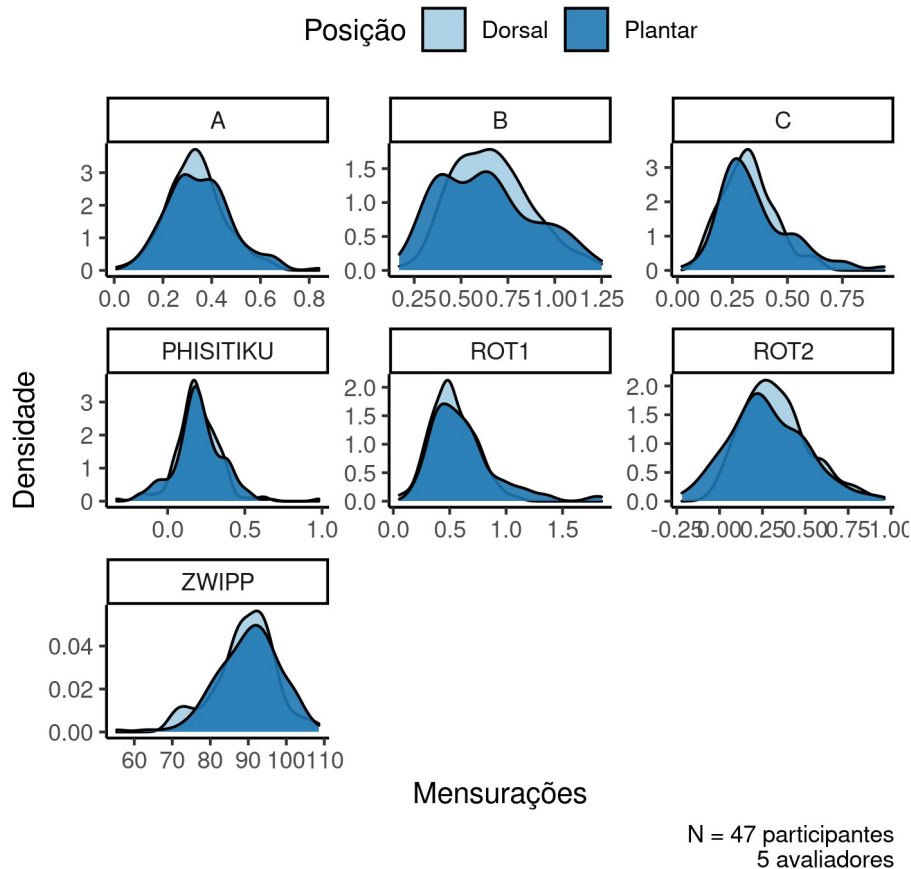 Posição Dorsal Plantar
A B C
3 2 1 0
0.0 0.2 0.4 0.6 0.8
1.5 1.0 0.5 0.0
0.25 0.50 0.75 1.00 1.25
3 2 1 0
0.00 0.25 0.50 0.75
PHISITIKU ROT1 ROT2
3 2 1 0
0.0 0.5 1.0
2.0 1.5 1.0 0.5 0.0
0.0 0.5 1.0 1.5
2.0 1.5 1.0 0.5 0.0
-0.25 0.00 0.25 0.50 0.75 1.00
ZWIPP
0.04 0.02 0.00
60 70 80 90 100 110
Densidade
Mensurações
N = 47 participantes
5 avaliadores